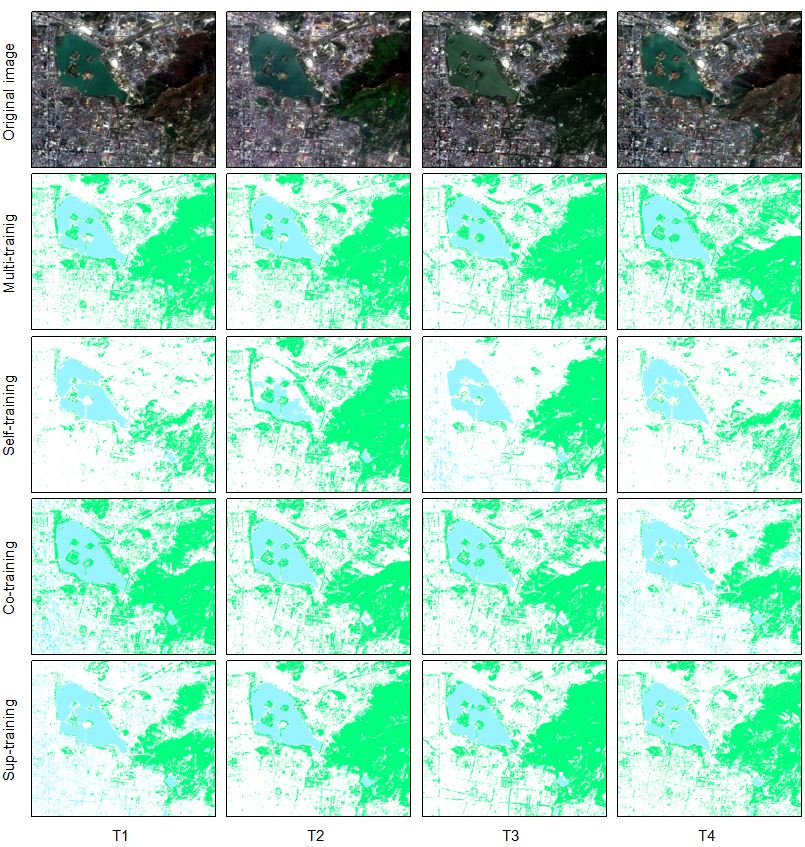 Original image
Multi-trainig
Self-training
Co-training
Sup-training
T1 T2 T3 T4